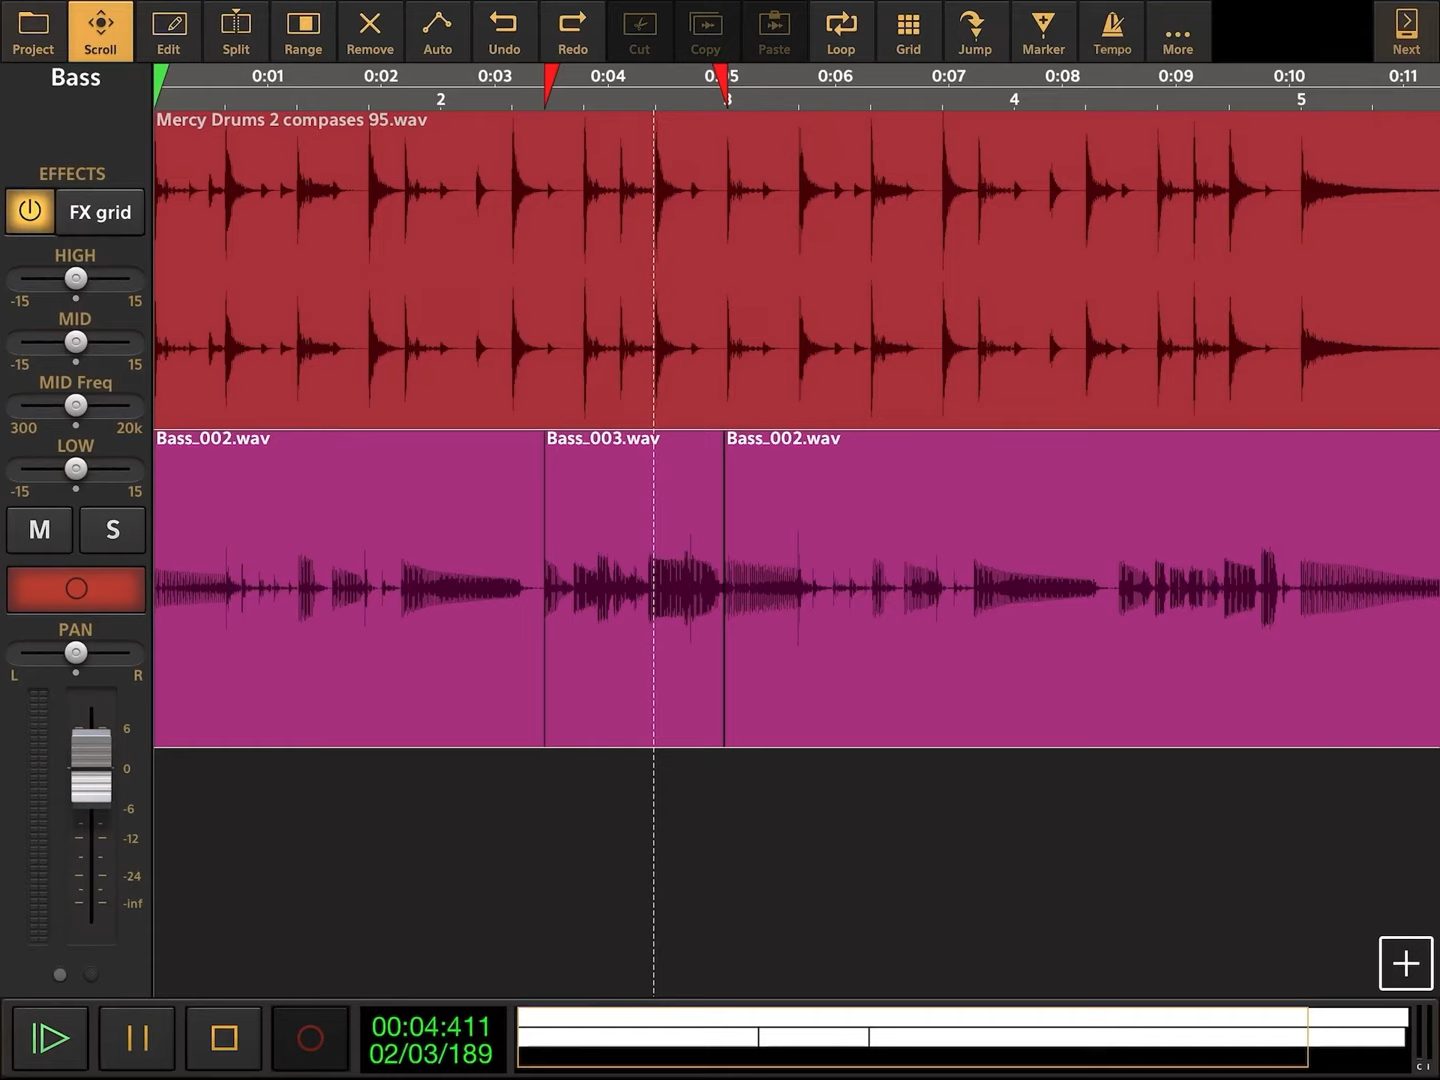 Project Scroll Edit Split Range Remove Auto Undo Redo Cut Copy Paste Loop Grid Jump Marker Tempo More Next
Bass
0:01 0:02 0:03 0:04 0:05 0:06 0:07 0:08 0:09 0:10 0:11
2 3 4 5
Mercy Drums 2 compases 95.wav
EFFECTS
FX grid
HIGH
-15 15
MID
-15 15
MID Freq
300 20k
LOW
-15 15
Bass_002.wav Bass_003.wav Bass_002.wav
M S
PAN
L R
6
0
-6
-12
-24
-inf
00:04:411
02/03/189